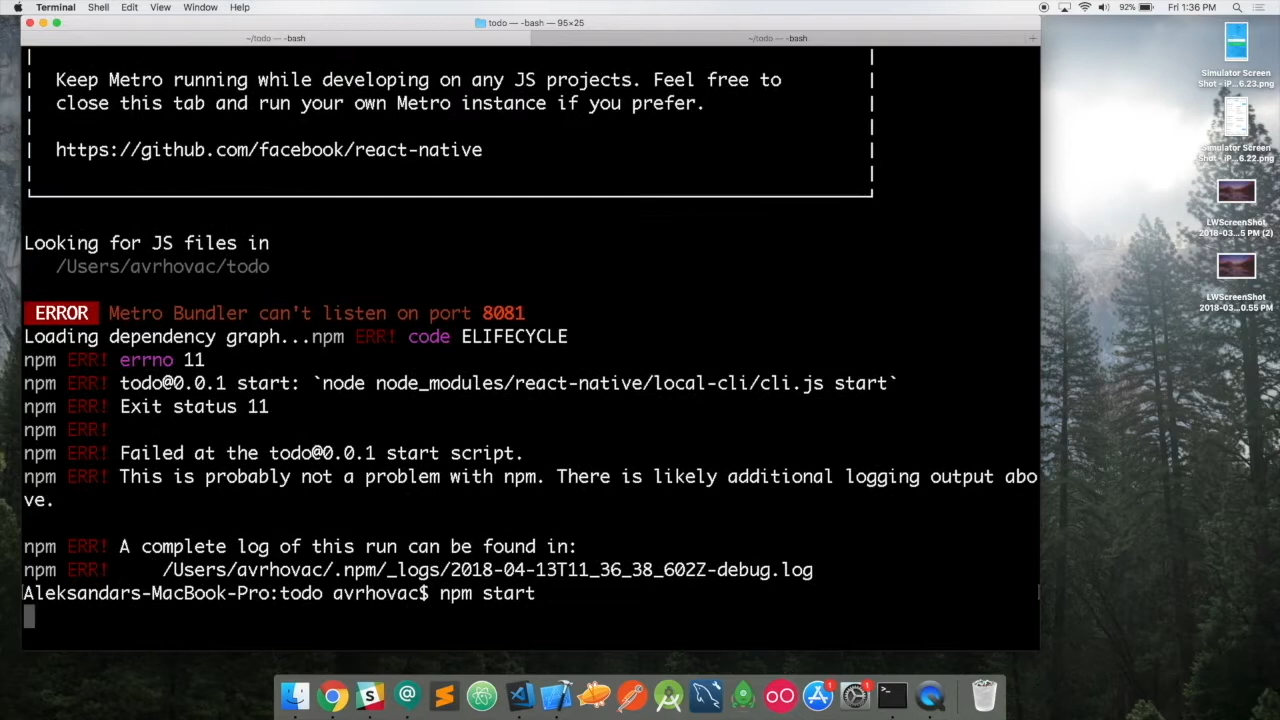 Terminal Shell Edit View Window Help
92% Fri 1:36 PM
todo — -bash — 95×25
~/todo — -bash
~/todo — -bash
Keep Metro running while developing on any JS projects. Feel free to
close this tab and run your own Metro instance if you prefer.
https://github.com/facebook/react-native
Looking for JS files in
/Users/avrhovac/todo
ERROR Metro Bundler can't listen on port 8081
Loading dependency graph...npm ERR! code ELIFECYCLE
npm ERR! errno 11
npm ERR! todo@0.0.1 start: `node node_modules/react-native/local-cli/cli.js start`
npm ERR! Exit status 11
npm ERR!
npm ERR! Failed at the todo@0.0.1 start script.
npm ERR! This is probably not a problem with npm. There is likely additional logging output abo
ve.
npm ERR! A complete log of this run can be found in:
npm ERR! /Users/avrhovac/.npm/_logs/2018-04-13T11_36_38_602Z-debug.log
Aleksandars-MacBook-Pro:todo avrhovac$ npm start
Simulator Screen
Shot - iP...6.23.png
Simulator Screen
Shot - iP...6.22.png
LWScreenShot
2018-03...5 PM (2)
LWScreenShot
2018-03...0.55 PM